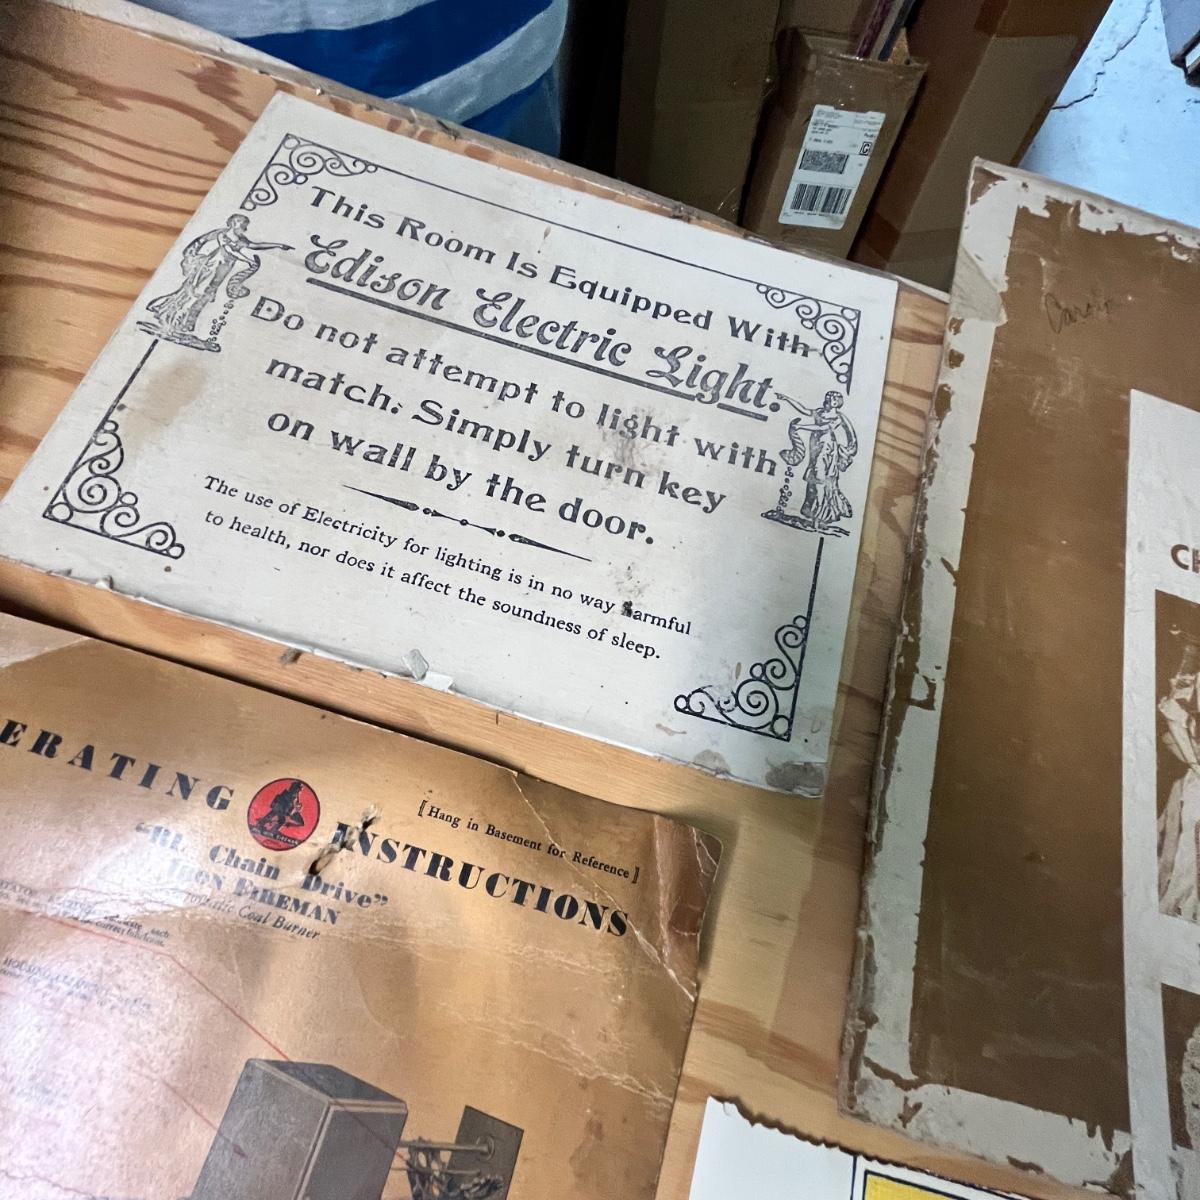 This Room Is Equipped With
Edison Electric Light.
Do not attempt to light with
match. Simply turn key
on wall by the door.
The use of Electricity for lighting is in no way harmful
to health, nor does it affect the soundness of sleep.
ERATING INSTRUCTIONS
[Hang in Basement for Reference]
Chain Drive”
IRON FIREMAN
Coal Burner